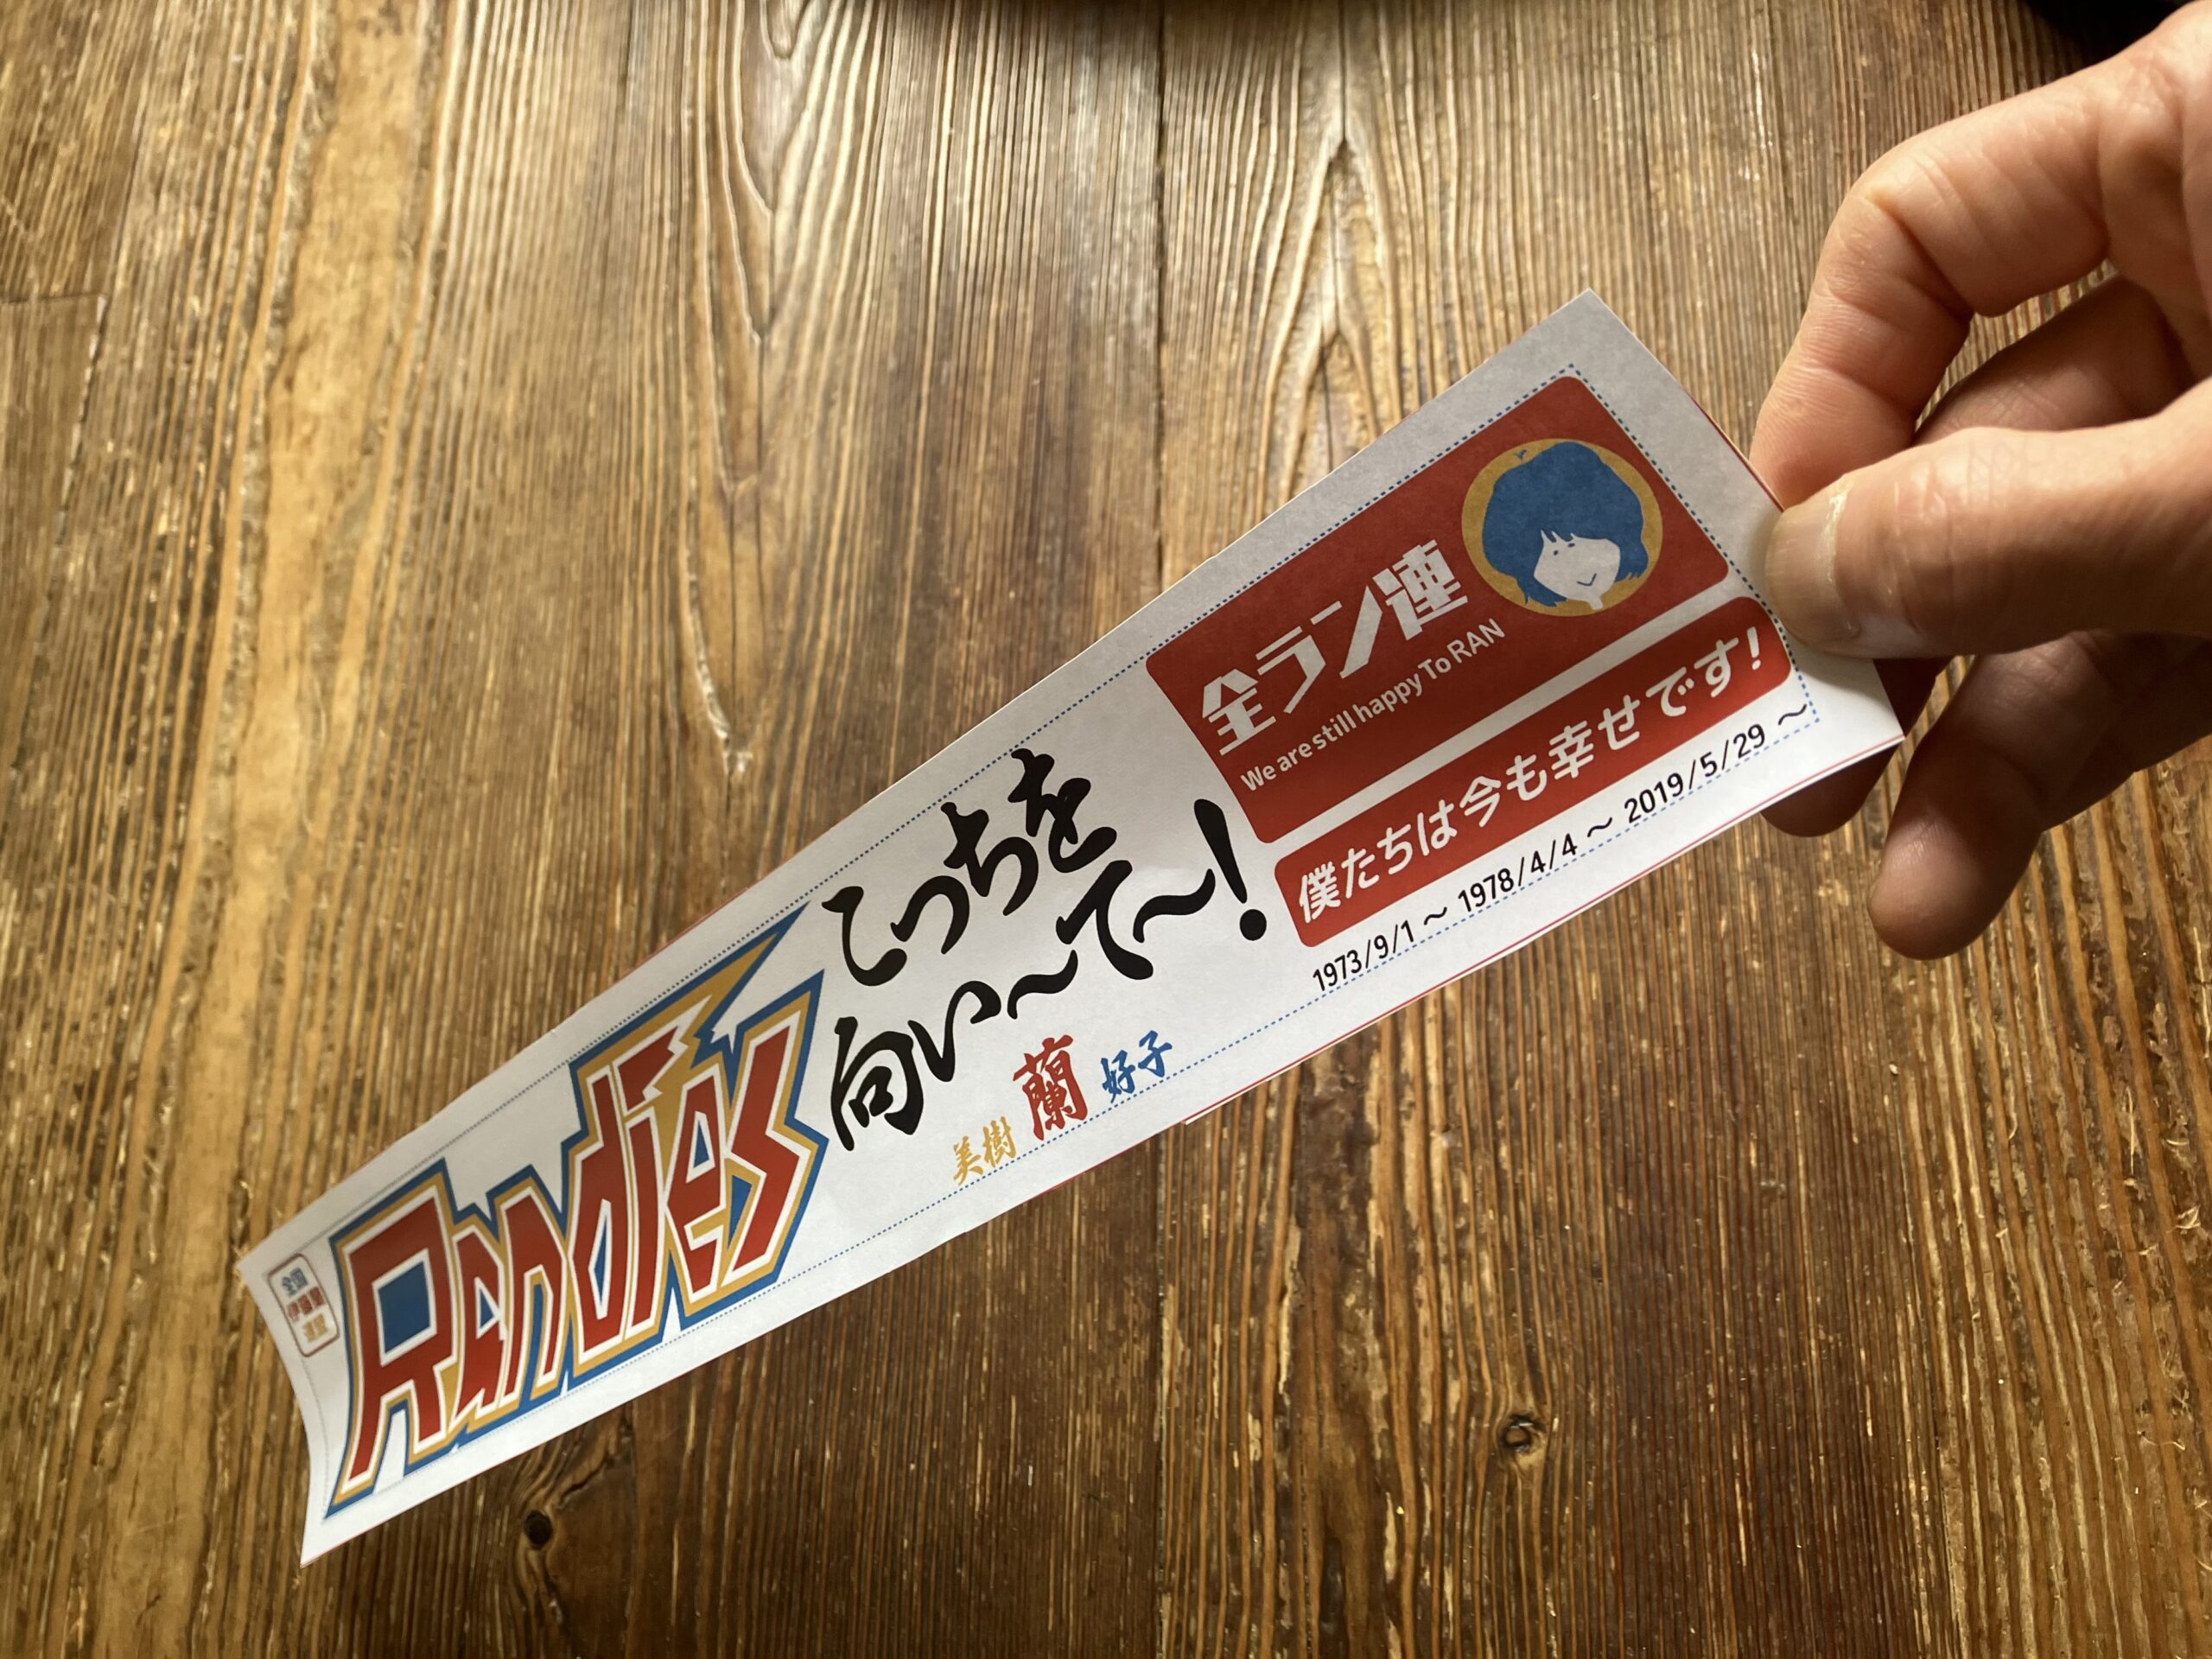 全国
伊藤蘭
Randies
こっちを
向い〜て〜!
美樹 蘭 好子
全ラン連
We are still happy To RAN
僕たちは今も幸せです!
1973/9/1 〜 1978/4/4 〜 2019/5/29 〜